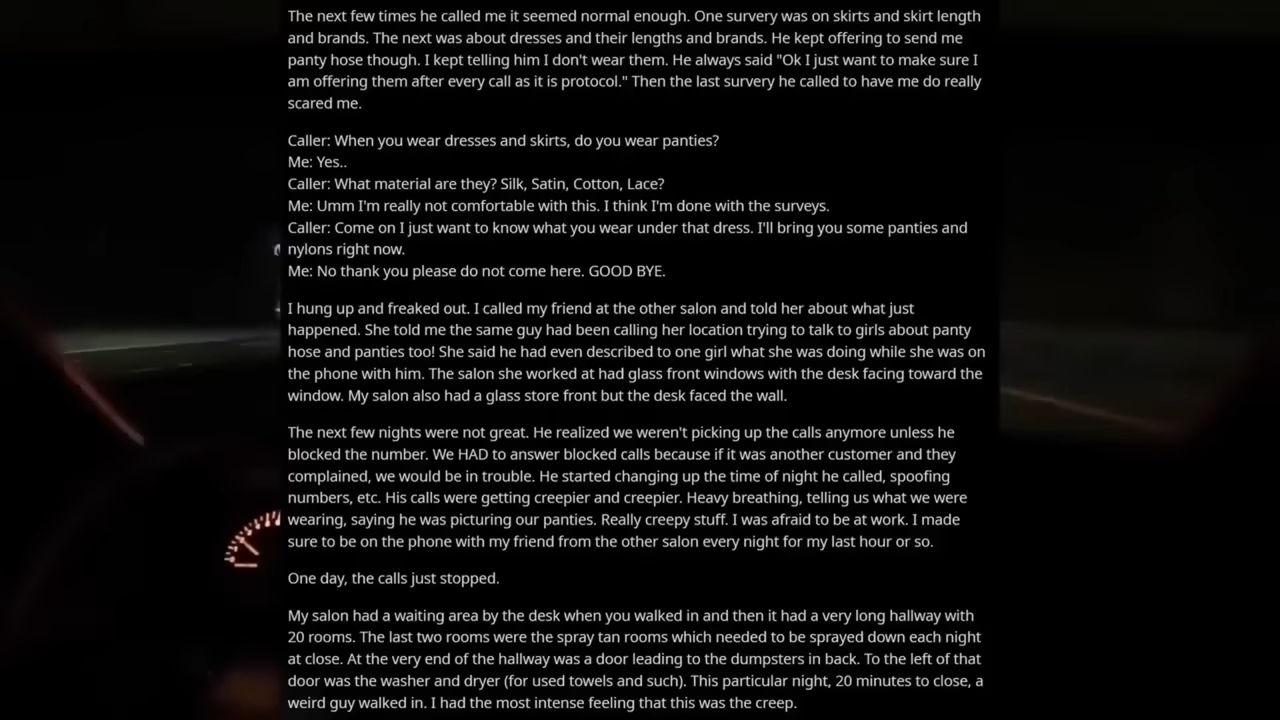 The next few times he called me it seemed normal enough. One survery was on skirts and skirt length
and brands. The next was about dresses and their lengths and brands. He kept offering to send me
panty hose though. I kept telling him I don't wear them. He always said "Ok I just want to make sure I
am offering them after every call as it is protocol." Then the last survery he called to have me do really
scared me.
Caller: When you wear dresses and skirts, do you wear panties?
Me: Yes..
Caller: What material are they? Silk, Satin, Cotton, Lace?
Me: Umm I'm really not comfortable with this. I think I'm done with the surveys.
Caller: Come on I just want to know what you wear under that dress. I'll bring you some panties and
nylons right now.
Me: No thank you please do not come here. GOOD BYE.
I hung up and freaked out. I called my friend at the other salon and told her about what just
happened. She told me the same guy had been calling her location trying to talk to girls about panty
hose and panties too! She said he had even described to one girl what she was doing while she was on
the phone with him. The salon she worked at had glass front windows with the desk facing toward the
window. My salon also had a glass store front but the desk faced the wall.
The next few nights were not great. He realized we weren't picking up the calls anymore unless he
blocked the number. We HAD to answer blocked calls because if it was another customer and they
complained, we would be in trouble. He started changing up the time of night he called, spoofing
numbers, etc. His calls were getting creepier and creepier. Heavy breathing, telling us what we were
wearing, saying he was picturing our panties. Really creepy stuff. I was afraid to be at work. I made
sure to be on the phone with my friend from the other salon every night for my last hour or so.
One day, the calls just stopped.
My salon had a waiting area by the desk when you walked in and then it had a very long hallway with
20 rooms. The last two rooms were the spray tan rooms which needed to be sprayed down each night
at close. At the very end of the hallway was a door leading to the dumpsters in back. To the left of that
door was the washer and dryer (for used towels and such). This particular night, 20 minutes to close, a
weird guy walked in. I had the most intense feeling that this was the creep.